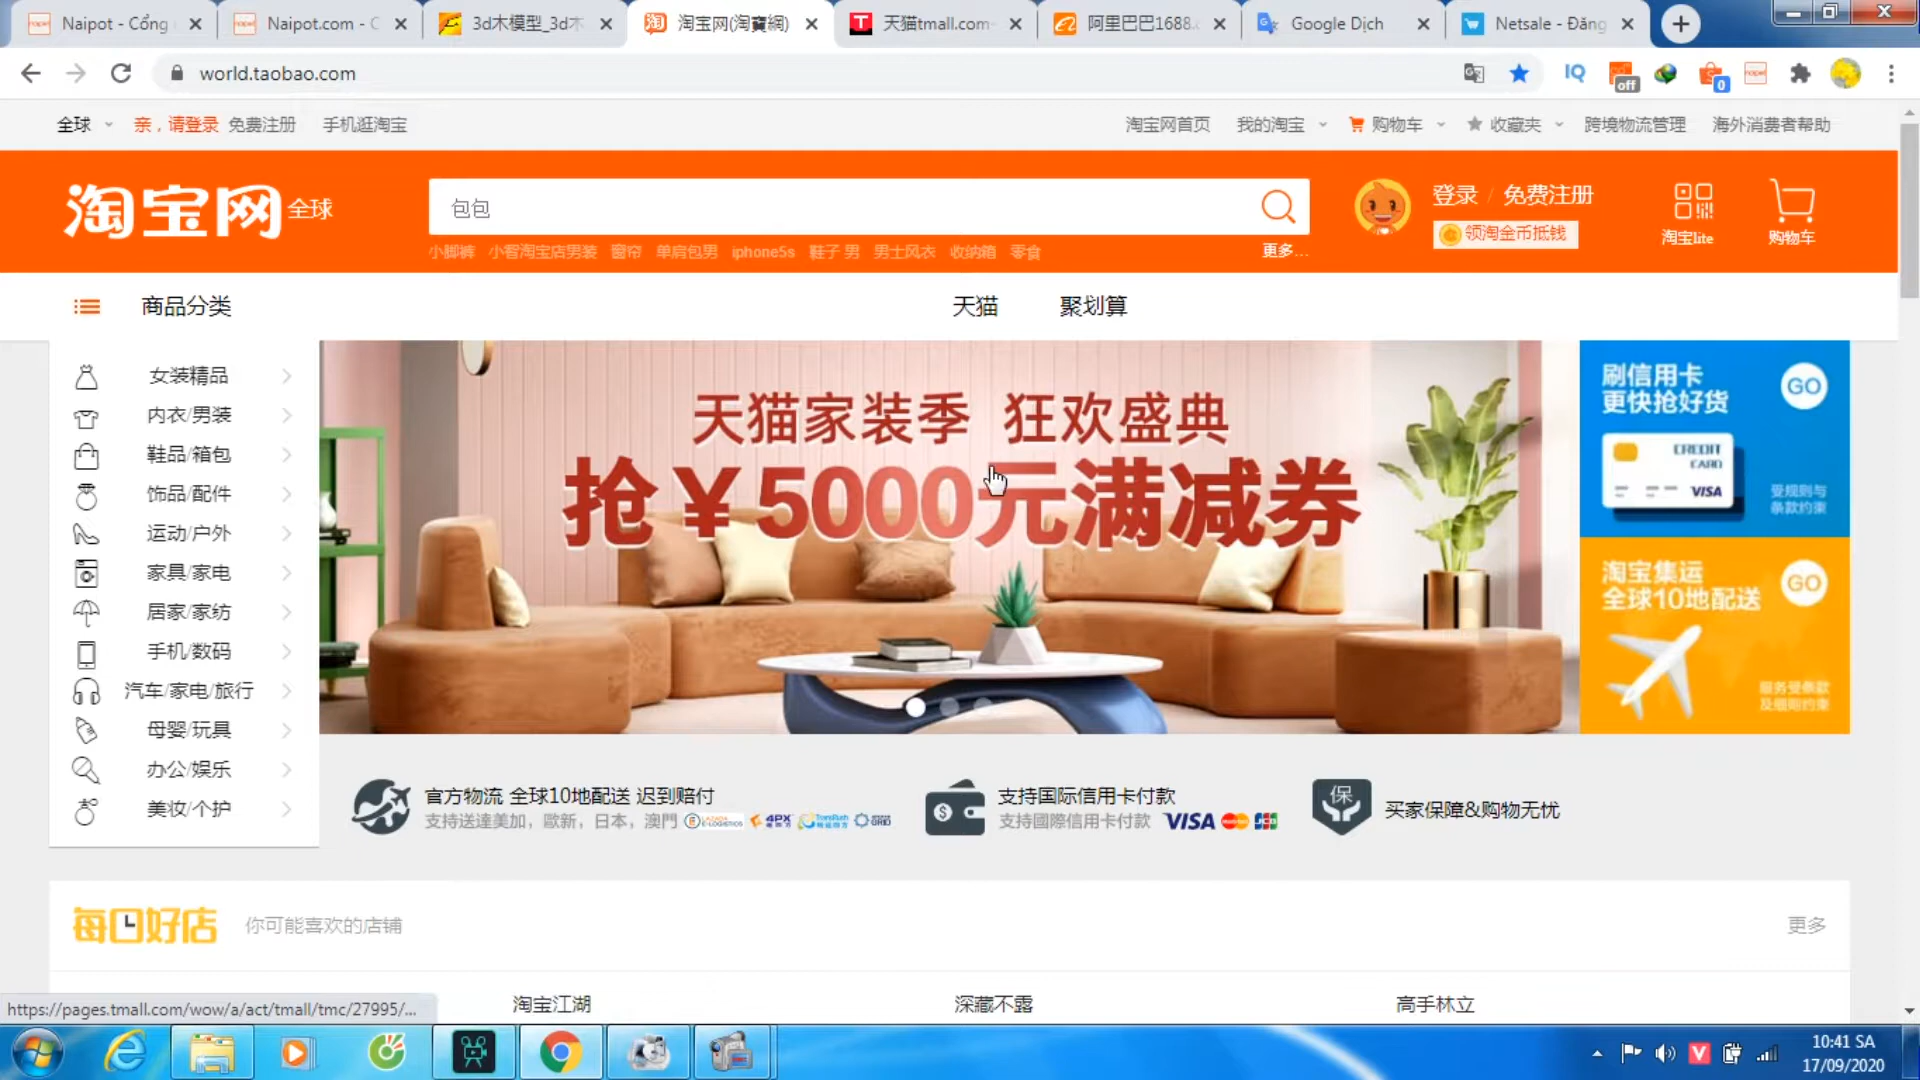 Naipot - Cổng
Naipot.com - C
3d木模型_3d木
淘宝网(淘寶網)
天猫tmall.com-
阿里巴巴1688.c
Google Dịch
Netsale - Đăng
world.taobao.com
IQ
off
0
全球
亲，请登录
免费注册
手机逛淘宝
淘宝网首页
我的淘宝
购物车
收藏夹
跨境物流管理
海外消费者帮助
淘宝网全球
包包
登录 / 免费注册
领淘金币抵钱
淘宝lite
购物车
小脚裤 小智淘宝店男装 窗帘 单肩包男 iphone5s 鞋子 男 男士风衣 收纳箱 零食
更多...
商品分类
天猫
聚划算
女装精品
内衣/男装
鞋品/箱包
饰品/配件
运动/户外
家具/家电
居家/家纺
手机/数码
汽车/家电/旅行
母婴/玩具
办公/娱乐
美妆/个护
天猫家装季 狂欢盛典
抢￥5000元满减券
刷信用卡
更快抢好货
GO
CREDIT
CARD
VISA
受规则与
条款约束
淘宝集运
全球10地配送
GO
服务受条款
及细则约束
官方物流 全球10地配送 迟到赔付
支持送達美加，歐新，日本，澳門
4PX
支持国际信用卡付款
支持國際信用卡付款 VISA
保
买家保障&购物无忧
每日好店
你可能喜欢的店铺
更多
淘宝江湖
深藏不露
高手林立
https://pages.tmall.com/wow/a/act/tmall/tmc/27995/...
10:41 SA
17/09/2020